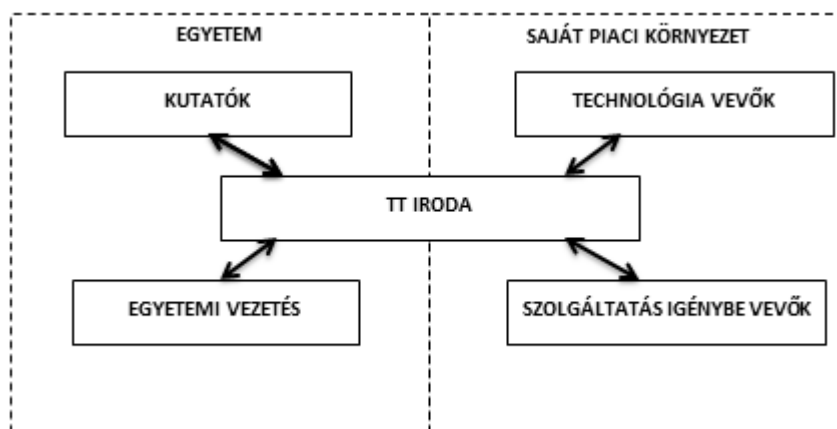 EGYETEM
SAJÁT PIACI KÖRNYEZET
KUTATÓK
TECHNOLÓGIA VEVŐK
TT IRODA
EGYETEMI VEZETÉS
SZOLGÁLTATÁS IGÉNYBE VEVŐK